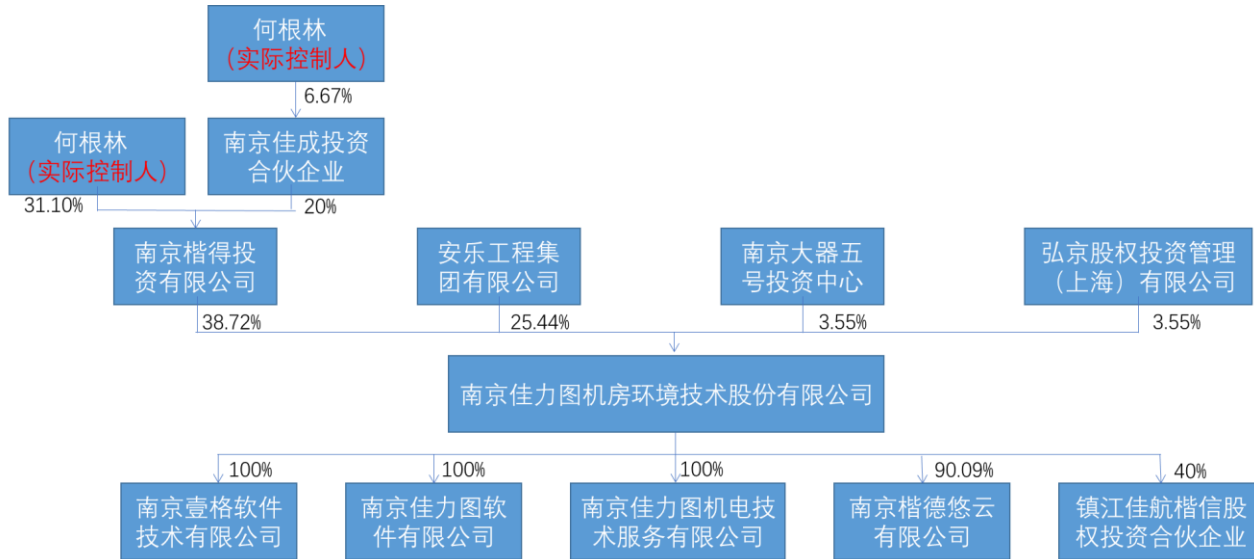 何根林
（实际控制人）
6.67%
何根林
（实际控制人）
南京佳成投资
合伙企业
31.10%
20%
南京楷得投
资有限公司
安乐工程集
团有限公司
南京大器五
号投资中心
弘京股权投资管理
（上海）有限公司
38.72%
25.44%
3.55%
3.55%
南京佳力图机房环境技术股份有限公司
100%
100%
100%
90.09%
40%
南京壹格软件
技术有限公司
南京佳力图软
件有限公司
南京佳力图机电技
术服务有限公司
南京楷德悠云
有限公司
镇江佳航楷信股
权投资合伙企业